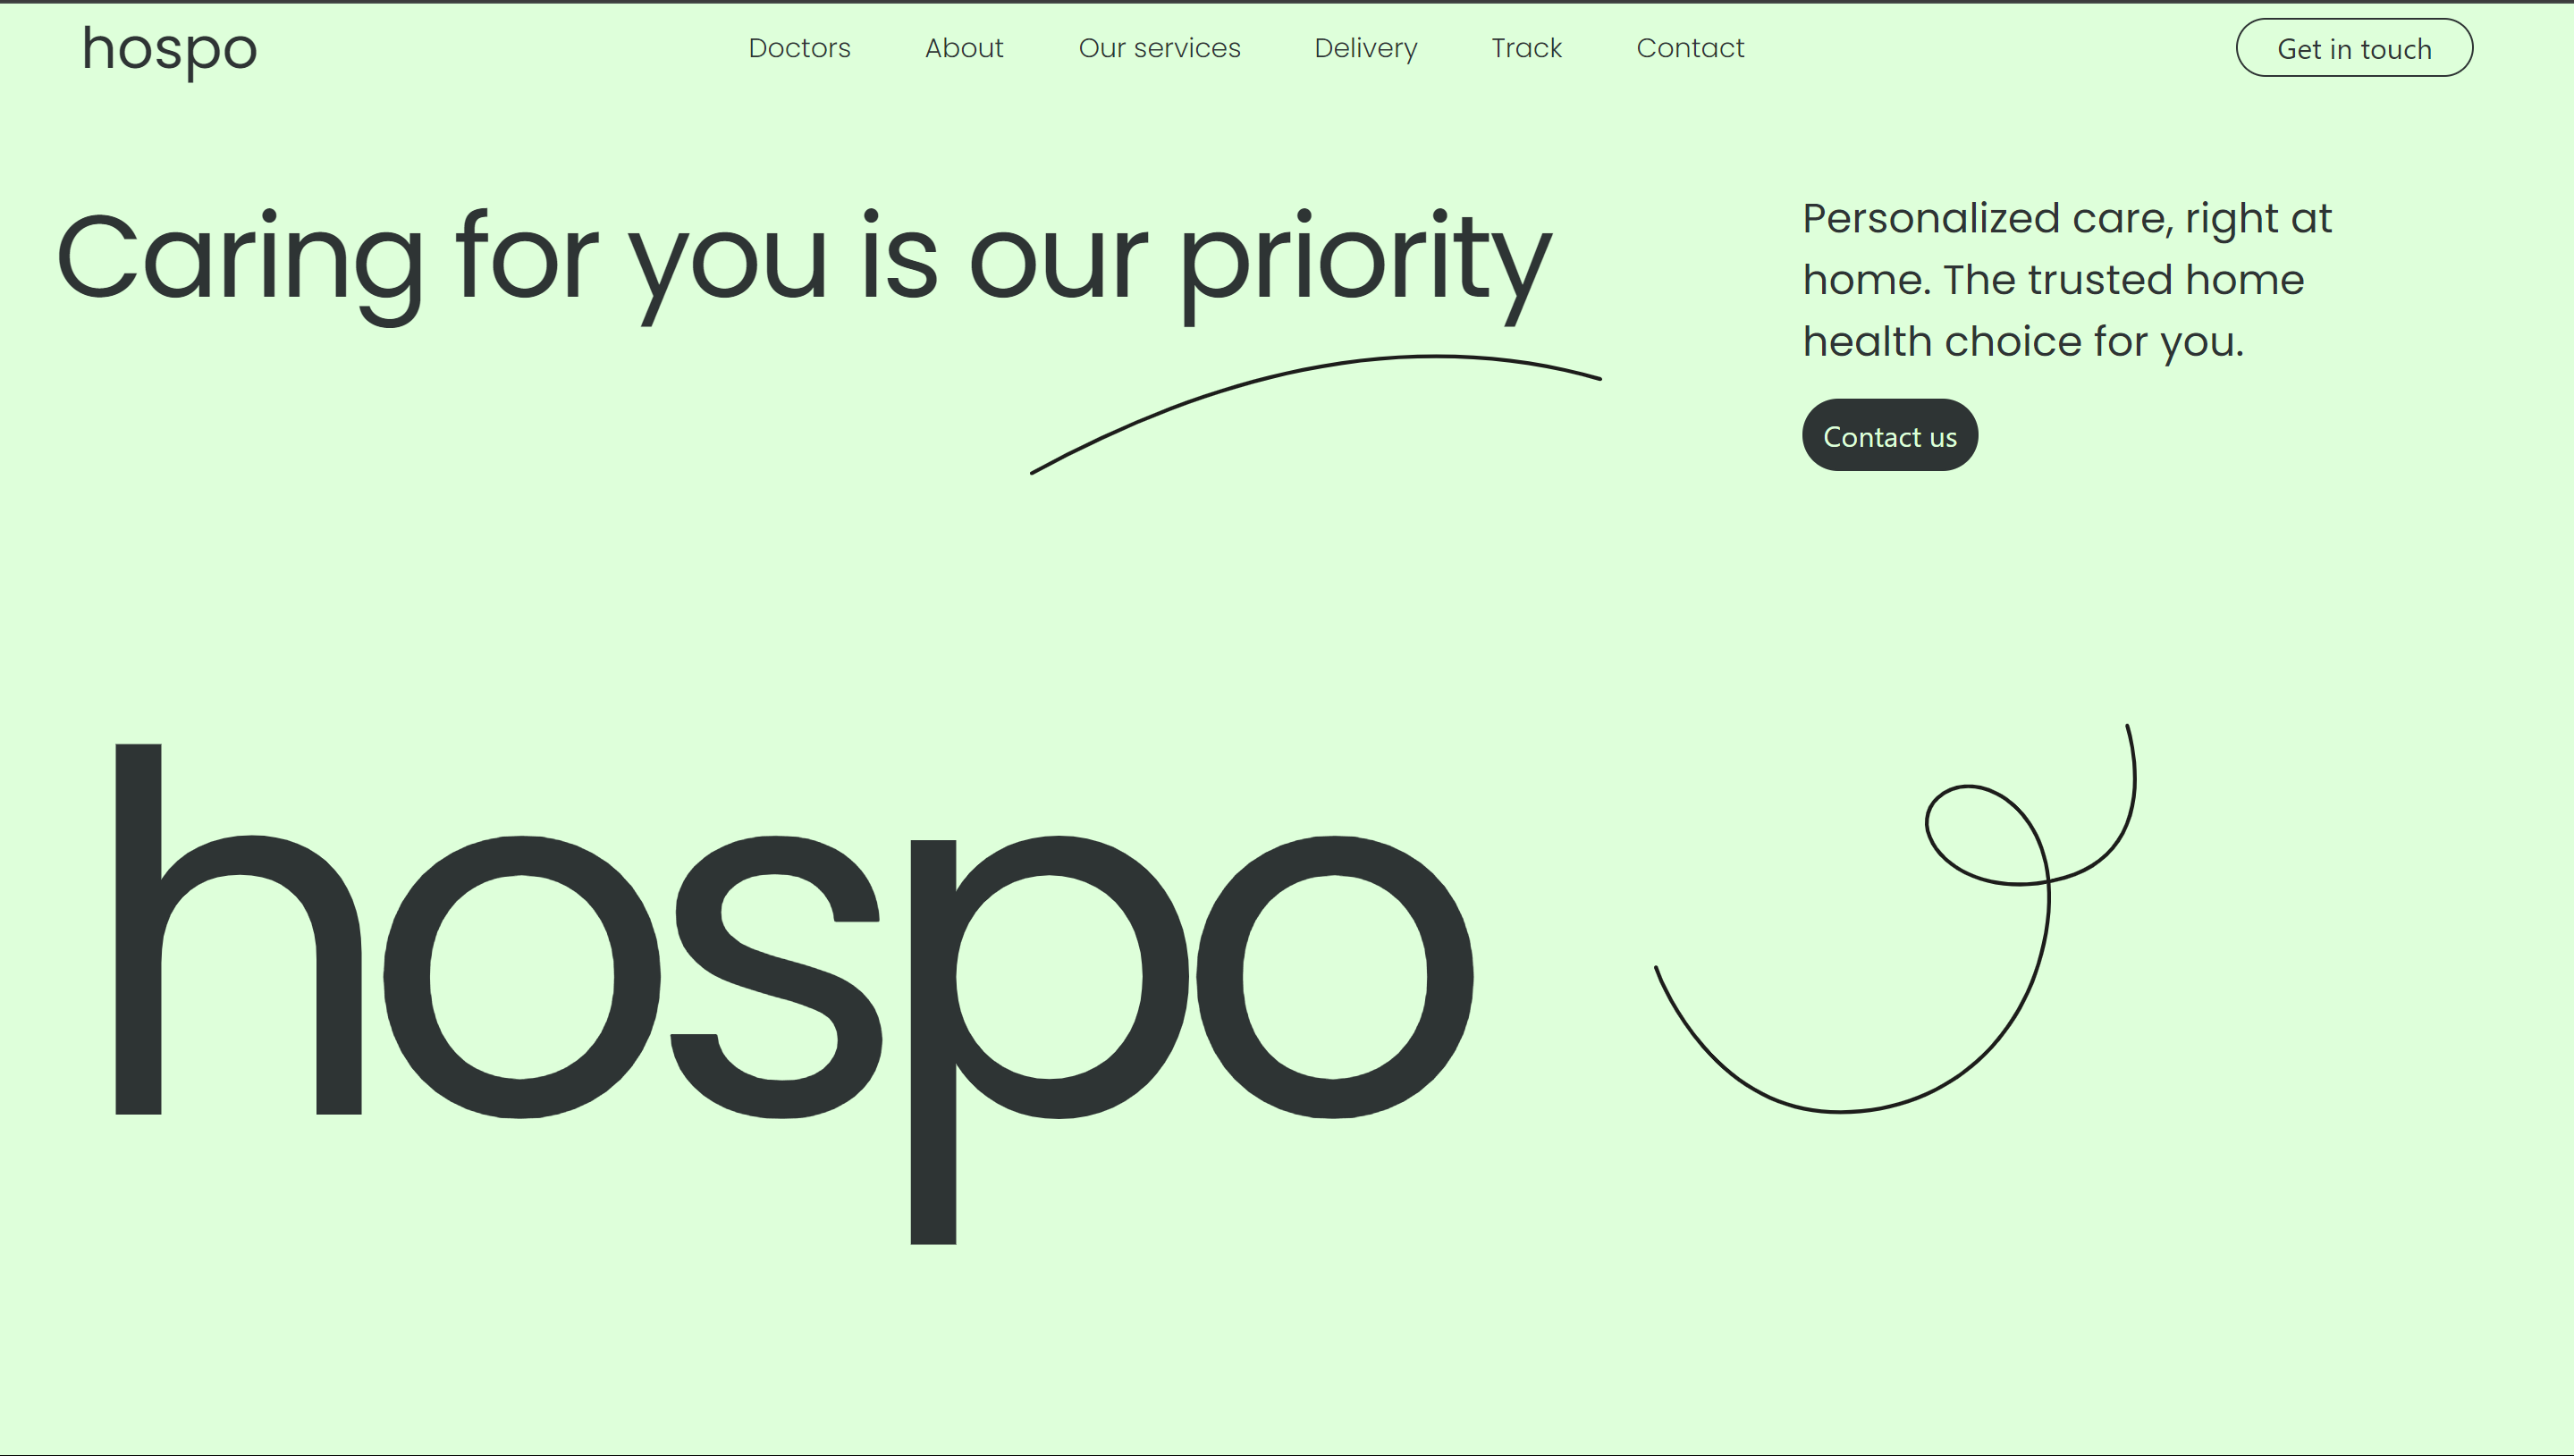 hospo
Doctors
About
Our services
Delivery
Track
Contact
Get in touch
Caring for you is our priority
Personalized care, right at
home. The trusted home
health choice for you.
Contact us
hospo